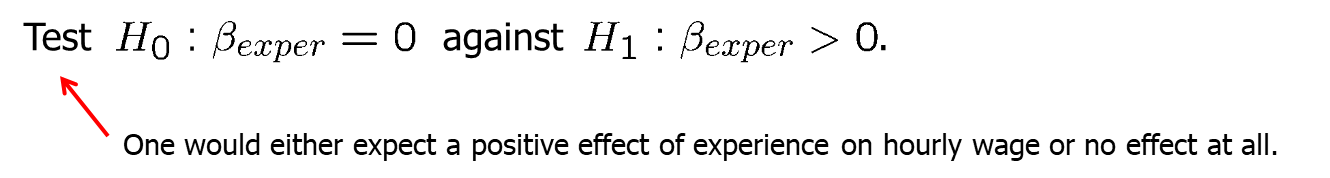 Test H₀ : β_exper = 0 against H₁ : β_exper > 0.
One would either expect a positive effect of experience on hourly wage or no effect at all.